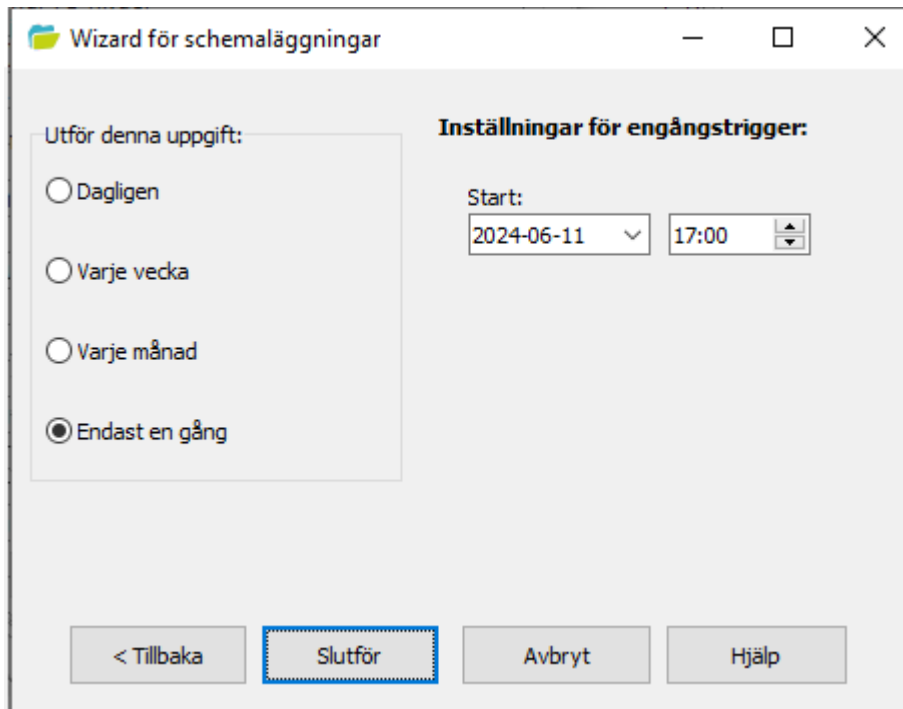 Wizard för schemaläggningar
Utför denna uppgift:
Dagligen
Varje vecka
Varje månad
Endast en gång
Inställningar för engångstrigger:
Start:
2024-06-11 17:00
< Tillbaka Slutför Avbryt Hjälp